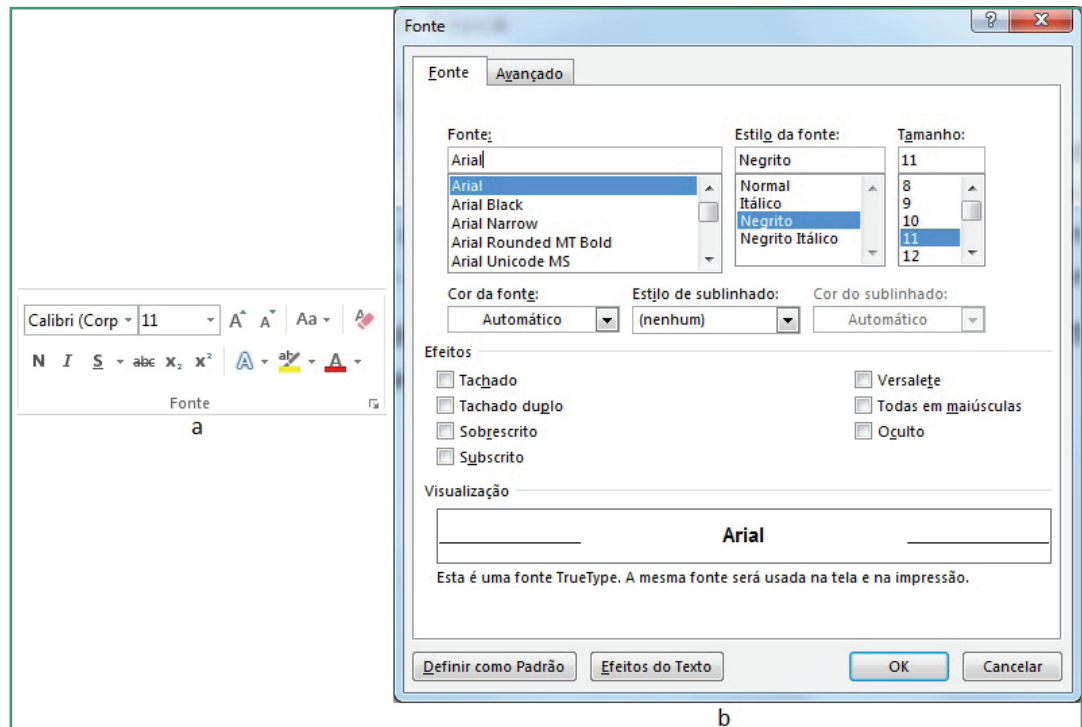 Calibri (Corp 11 A A Aa
N I S abc x₂ x² A ab A
Fonte
a
Fonte
Fonte Avançado
Fonte: Estilo da fonte: Tamanho:
Arial Negrito 11
Arial Normal 8
Arial Black Itálico 9
Arial Narrow Negrito 10
Arial Rounded MT Bold Negrito Itálico 11
Arial Unicode MS 12
Cor da fonte: Estilo de sublinhado: Cor do sublinhado:
Automático (nenhum) Automático
Efeitos
Tachado Versalete
Tachado duplo Todas em maiúsculas
Sobrescrito Oculto
Subscrito
Visualização
Arial
Esta é uma fonte TrueType. A mesma fonte será usada na tela e na impressão.
Definir como Padrão Efeitos do Texto OK Cancelar
b